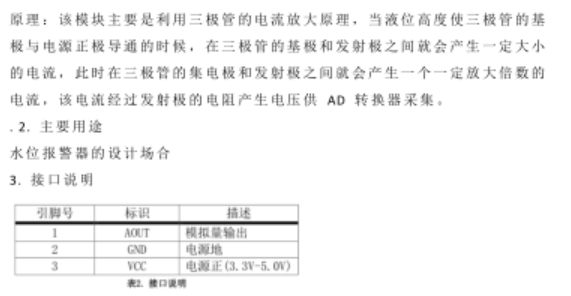 原理：该模块主要是利用三极管的电流放大原理，当液位高度使三极管的基
极与电源正极导通的时候，在三极管的基极和发射极之间就会产生一定大小
的电流，此时在三极管的集电极和发射极之间就会产生一个一定放大倍数的
电流，该电流经过发射极的电阻产生电压供 AD 转换器采集。
. 2. 主要用途
水位报警器的设计场合
3. 接口说明
引脚号 标识 描述
1 AOUT 模拟量输出
2 GND 电源地
3 VCC 电源正(3.3V-5.0V)
表2. 接口说明